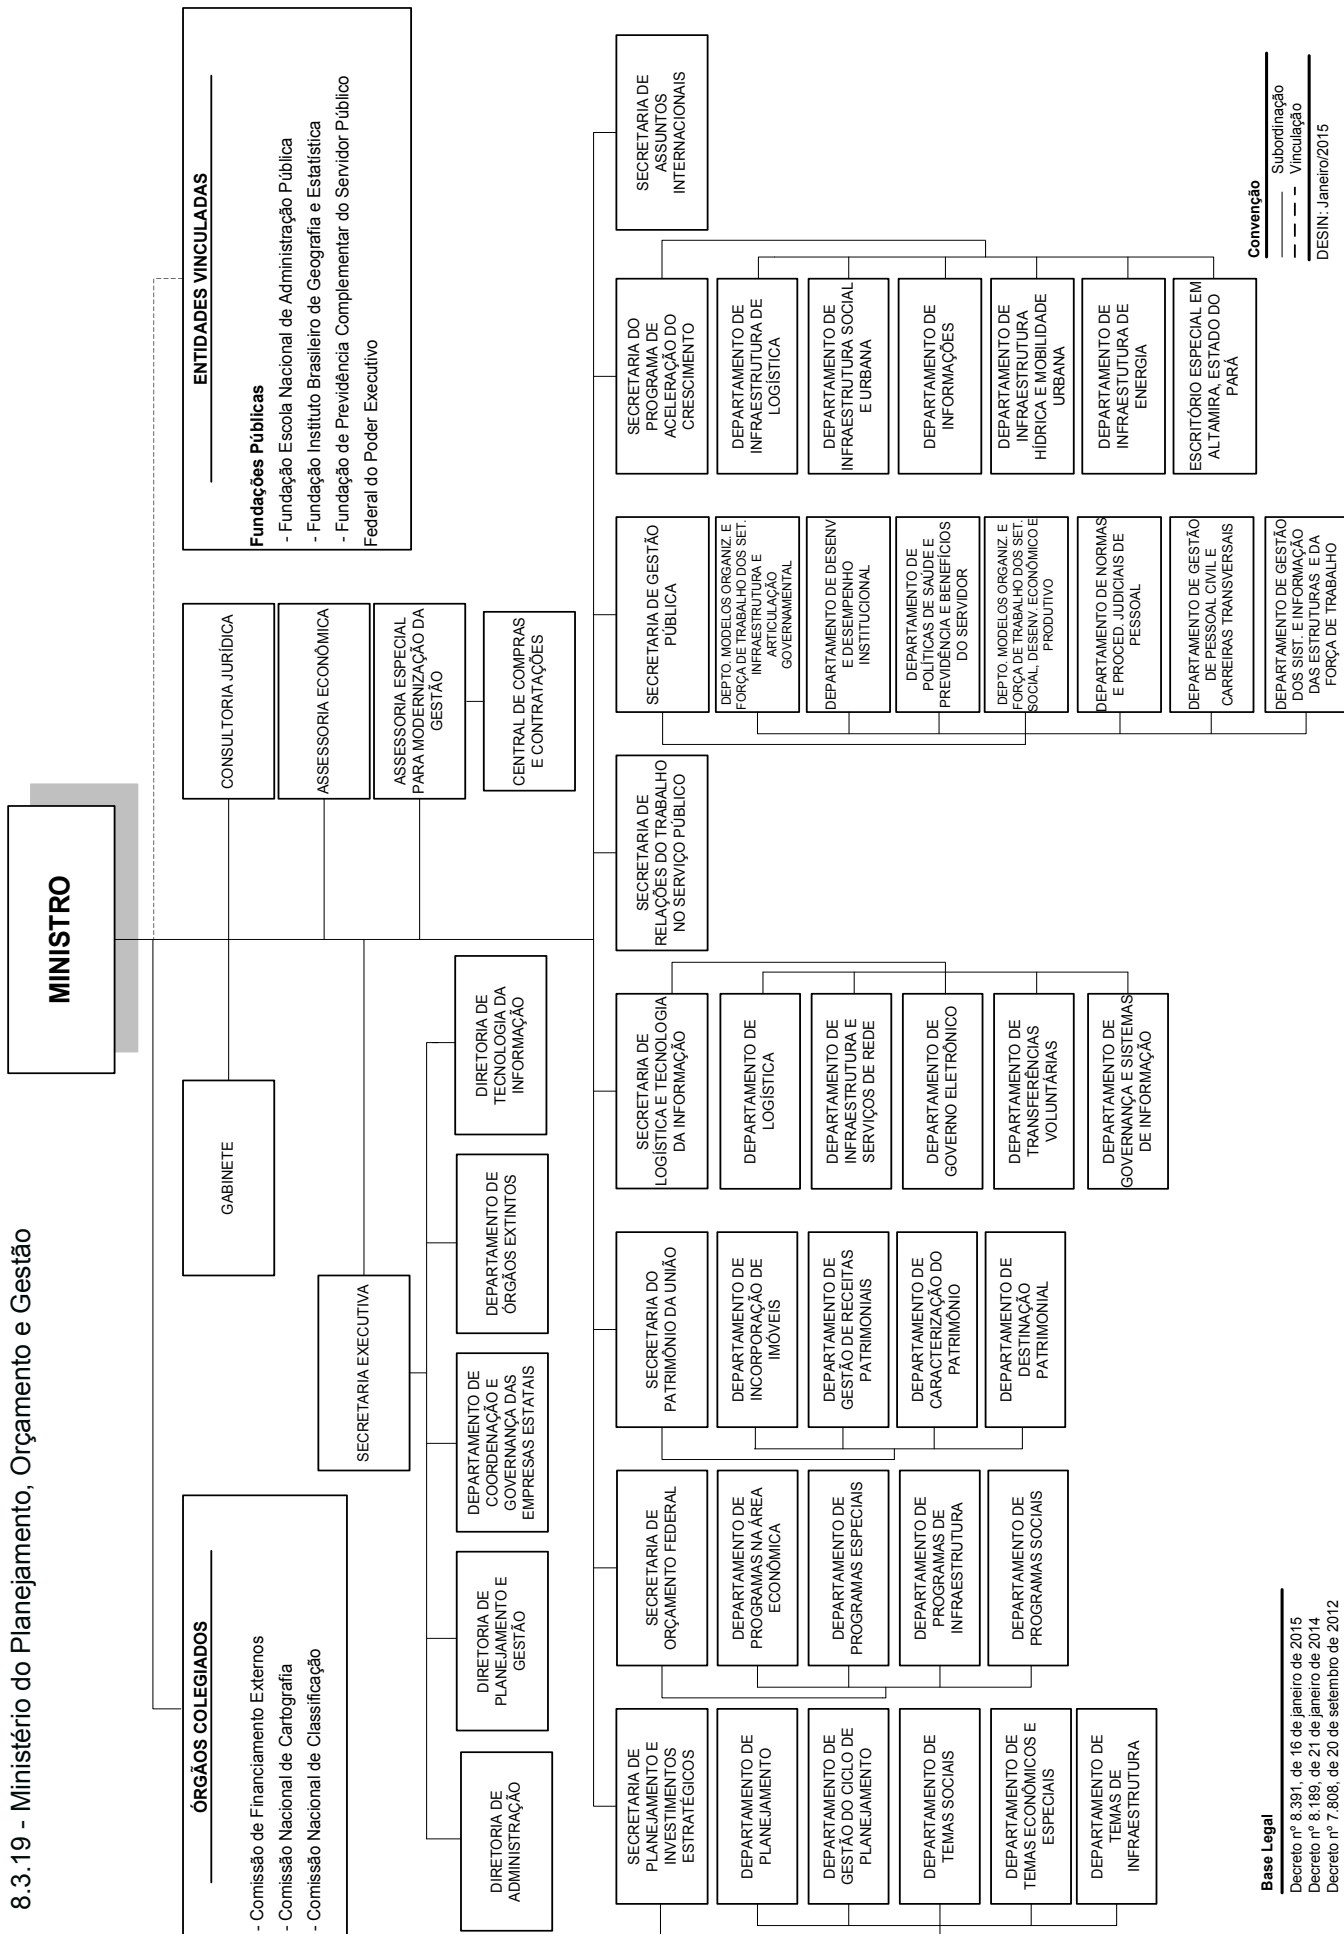 8.3.19 - Ministério do Planejamento, Orçamento e Gestão
MINISTRO
ÓRGÃOS COLEGIADOS
- Comissão de Financiamento Externos
- Comissão Nacional de Cartografia
- Comissão Nacional de Classificação
GABINETE
CONSULTORIA JURÍDICA
ASSESSORIA ECONÔMICA
ASSESSORIA ESPECIAL
PARA MODERNIZAÇÃO DA
GESTÃO
CENTRAL DE COMPRAS
E CONTRATAÇÕES
ENTIDADES VINCULADAS
Fundações Públicas
- Fundação Escola Nacional de Administração Pública
- Fundação Instituto Brasileiro de Geografia e Estatística
- Fundação de Previdência Complementar do Servidor Público
Federal do Poder Executivo
SECRETARIA EXECUTIVA
DIRETORIA DE
ADMINISTRAÇÃO
DIRETORIA DE
PLANEJAMENTO E
GESTÃO
DEPARTAMENTO DE
COORDENAÇÃO E
GOVERNANÇA DAS
EMPRESAS ESTATAIS
DEPARTAMENTO DE
ÓRGÃOS EXTINTOS
DIRETORIA DE
TECNOLOGIA DA
INFORMAÇÃO
SECRETARIA DE
PLANEJAMENTO E
INVESTIMENTOS
ESTRATÉGICOS
DEPARTAMENTO DE
PLANEJAMENTO
DEPARTAMENTO DE
GESTÃO DO CICLO DE
PLANEJAMENTO
DEPARTAMENTO DE
TEMAS SOCIAIS
DEPARTAMENTO DE
TEMAS ECONÔMICOS E
ESPECIAIS
DEPARTAMENTO DE
TEMAS DE
INFRAESTRUTURA
SECRETARIA DE
ORÇAMENTO FEDERAL
DEPARTAMENTO DE
PROGRAMAS NA ÁREA
ECONÔMICA
DEPARTAMENTO DE
PROGRAMAS ESPECIAIS
DEPARTAMENTO DE
PROGRAMAS DE
INFRAESTRUTURA
DEPARTAMENTO DE
PROGRAMAS SOCIAIS
SECRETARIA DO
PATRIMÔNIO DA UNIÃO
DEPARTAMENTO DE
INCORPORAÇÃO DE
IMÓVEIS
DEPARTAMENTO DE
GESTÃO DE RECEITAS
PATRIMONIAIS
DEPARTAMENTO DE
CARACTERIZAÇÃO DO
PATRIMÔNIO
DEPARTAMENTO DE
DESTINAÇÃO
PATRIMONIAL
SECRETARIA DE
LOGÍSTICA E TECNOLOGIA
DA INFORMAÇÃO
DEPARTAMENTO DE
LOGÍSTICA
DEPARTAMENTO DE
INFRAESTRUTURA E
SERVIÇOS DE REDE
DEPARTAMENTO DE
GOVERNO ELETRÔNICO
DEPARTAMENTO DE
TRANSFERÊNCIAS
VOLUNTÁRIAS
DEPARTAMENTO DE
GOVERNANÇA E SISTEMAS
DE INFORMAÇÃO
SECRETARIA DE
RELAÇÕES DO TRABALHO
NO SERVIÇO PÚBLICO
SECRETARIA DE GESTÃO
PÚBLICA
DEPTO. MODELOS ORGANIZ. E
FORÇA DE TRABALHO DOS SET.
INFRAESTRUTURA E
ARTICULAÇÃO
GOVERNAMENTAL
DEPARTAMENTO DE DESENV
E DESEMPENHO
INSTITUCIONAL
DEPARTAMENTO DE
POLÍTICAS DE SAÚDE E
PREVIDÊNCIA E BENEFÍCIOS
DO SERVIDOR
DEPTO. MODELOS ORGANIZ. E
FORÇA DE TRABALHO DOS SET.
SOCIAL, DESENV. ECONÔMICO E
PRODUTIVO
DEPARTAMENTO DE NORMAS
E PROCED. JUDICIAIS DE
PESSOAL
DEPARTAMENTO DE GESTÃO
DE PESSOAL CIVIL E
CARREIRAS TRANSVERSAIS
DEPARTAMENTO DE GESTÃO
DOS SIST. E INFORMAÇÃO
DAS ESTRUTURAS E DA
FORÇA DE TRABALHO
SECRETARIA DO
PROGRAMA DE
ACELERAÇÃO DO
CRESCIMENTO
DEPARTAMENTO DE
INFRAESTRUTURA DE
LOGÍSTICA
DEPARTAMENTO DE
INFRAESTRUTURA SOCIAL
E URBANA
DEPARTAMENTO DE
INFORMAÇÕES
DEPARTAMENTO DE
INFRAESTRUTURA
HÍDRICA E MOBILIDADE
URBANA
DEPARTAMENTO DE
INFRAESTUTURA DE
ENERGIA
ESCRITÓRIO ESPECIAL EM
ALTAMIRA, ESTADO DO
PARÁ
SECRETARIA DE
ASSUNTOS
INTERNACIONAIS
Base Legal
Decreto nº 8.391, de 16 de janeiro de 2015
Decreto nº 8.189, de 21 de janeiro de 2014
Decreto nº 7.808, de 20 de setembro de 2012
Convenção
Subordinação
Vinculação
DESIN: Janeiro/2015